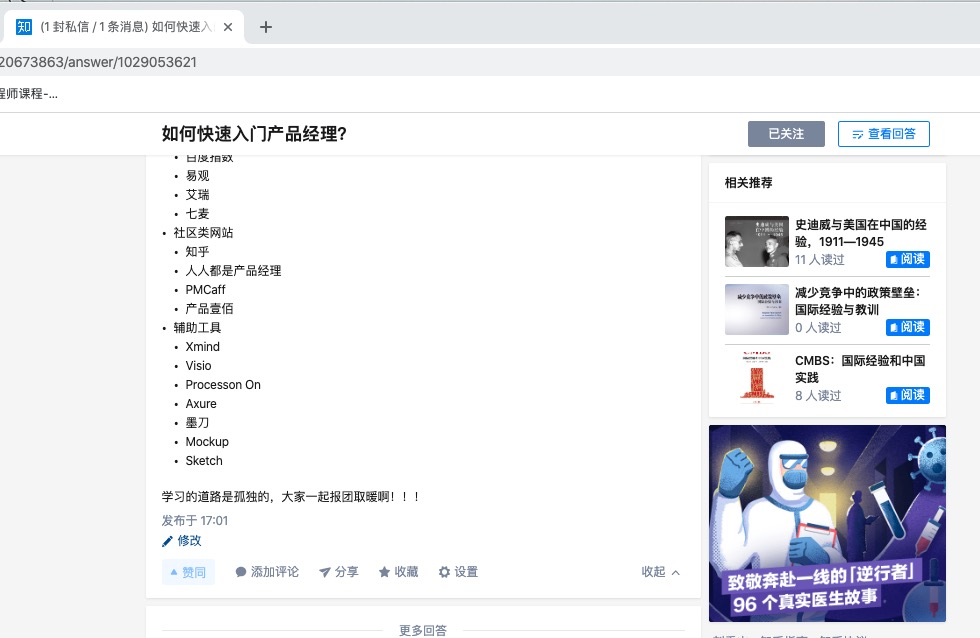 (1 封私信 / 1 条消息) 如何快速入
20673863/answer/1029053621
程师课程-...
如何快速入门产品经理?
已关注
查看回答
百度指数
易观
艾瑞
七麦
社区类网站
知乎
人人都是产品经理
PMCaff
产品壹佰
辅助工具
Xmind
Visio
Processon On
Axure
墨刀
Mockup
Sketch
学习的道路是孤独的，大家一起报团取暖啊！！！
发布于 17:01
修改
赞同
添加评论
分享
收藏
设置
收起
更多回答
相关推荐
史迪威与美国在中国的经
验，1911—1945
11 人读过
阅读
减少竞争中的政策壁垒：
国际经验与教训
0 人读过
阅读
CMBS：国际经验和中国
实践
8 人读过
阅读
致敬奔赴一线的「逆行者」
96 个真实医生故事